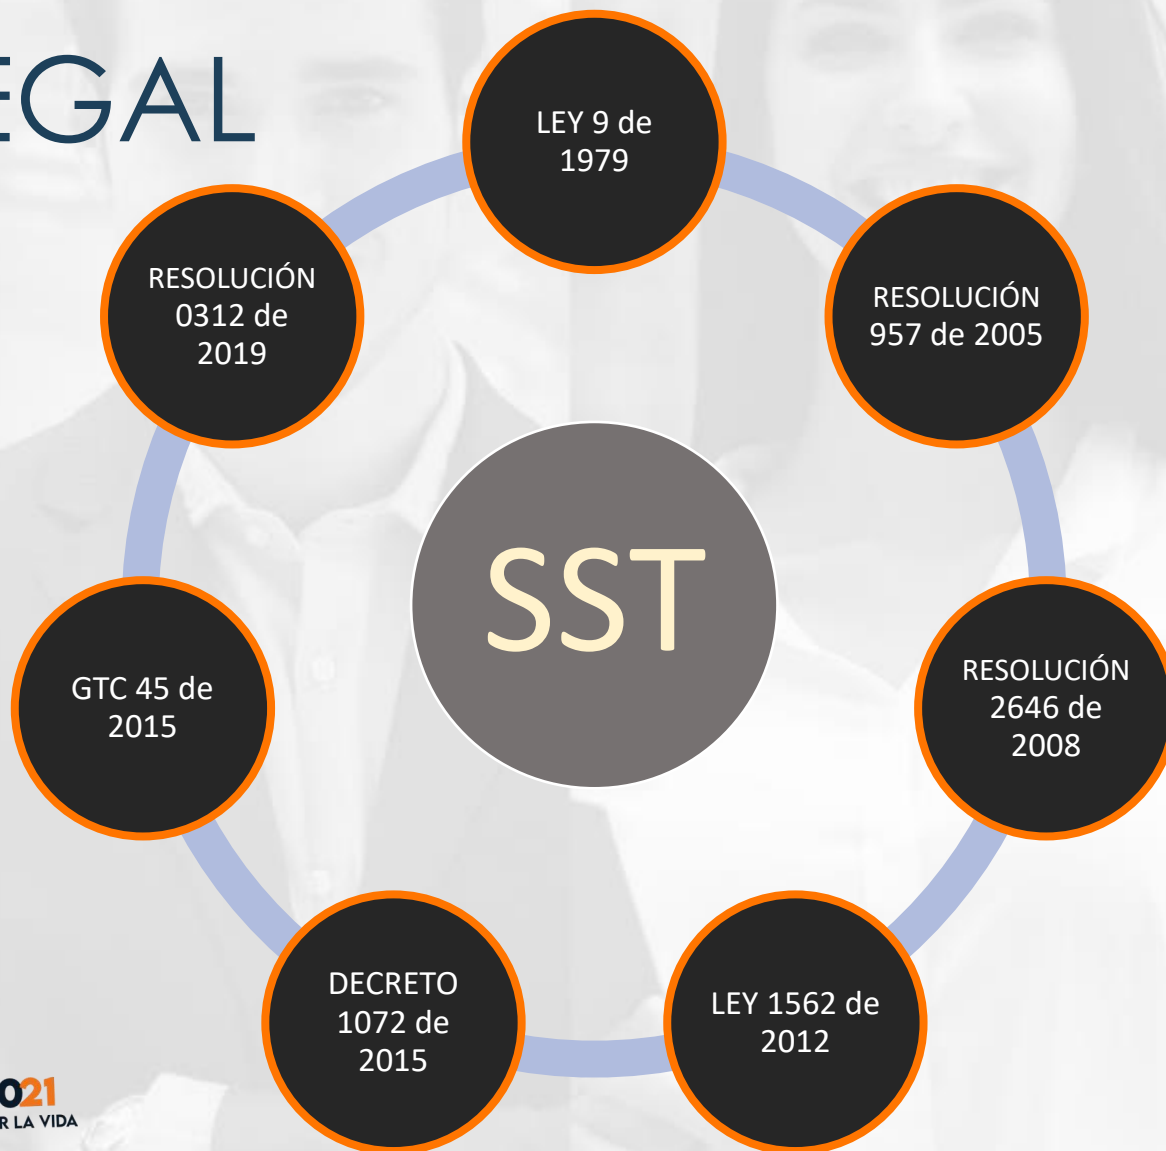 EGAL
LEY 9 de
1979
RESOLUCIÓN
957 de 2005
RESOLUCIÓN
2646 de
2008
LEY 1562 de
2012
DECRETO
1072 de
2015
GTC 45 de
2015
RESOLUCIÓN
0312 de
2019
SST
021
R LA VIDA